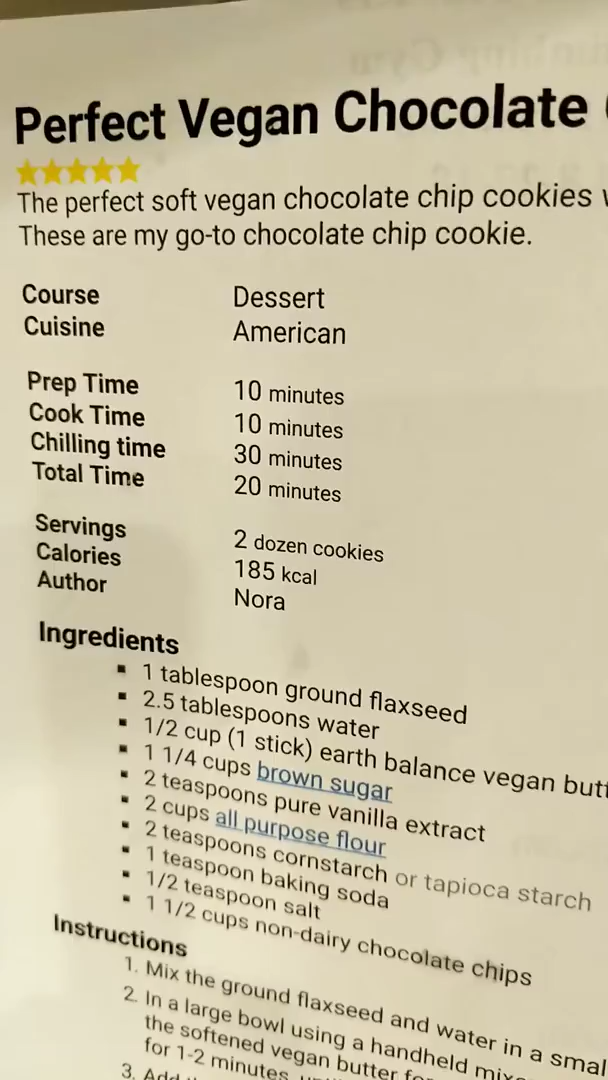 Perfect Vegan Chocolate
The perfect soft vegan chocolate chip cookies
These are my go-to chocolate chip cookie.
Course Dessert
Cuisine American
Prep Time 10 minutes
Cook Time 10 minutes
Chilling time 30 minutes
Total Time 20 minutes
Servings 2 dozen cookies
Calories 185 kcal
Author Nora
Ingredients
▪ 1 tablespoon ground flaxseed
▪ 2.5 tablespoons water
▪ 1/2 cup (1 stick) earth balance vegan butt
▪ 1 1/4 cups brown sugar
▪ 2 teaspoons pure vanilla extract
▪ 2 cups all purpose flour
▪ 2 teaspoons cornstarch or tapioca starch
▪ 1 teaspoon baking soda
▪ 1/2 teaspoon salt
▪ 1 1/2 cups non-dairy chocolate chips
Instructions
1. Mix the ground flaxseed and water in a smal
2. In a large bowl using a handheld mix
the softened vegan butter for
for 1-2 minutes,
3. Add